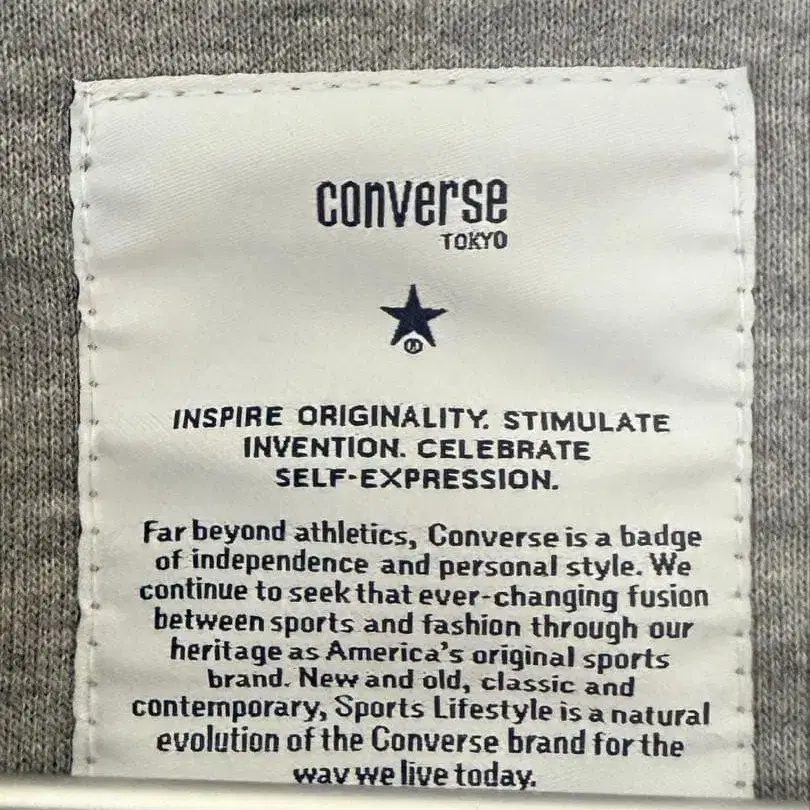 converse
TOKYO
®
INSPIRE ORIGINALITY. STIMULATE
INVENTION. CELEBRATE
SELF-EXPRESSION.
Far beyond athletics, Converse is a badge
of independence and personal style. We
continue to seek that ever-changing fusion
between sports and fashion through our
heritage as America's original sports
brand. New and old, classic and
contemporary, Sports Lifestyle is a natural
evolution of the Converse brand for the
way we live today.